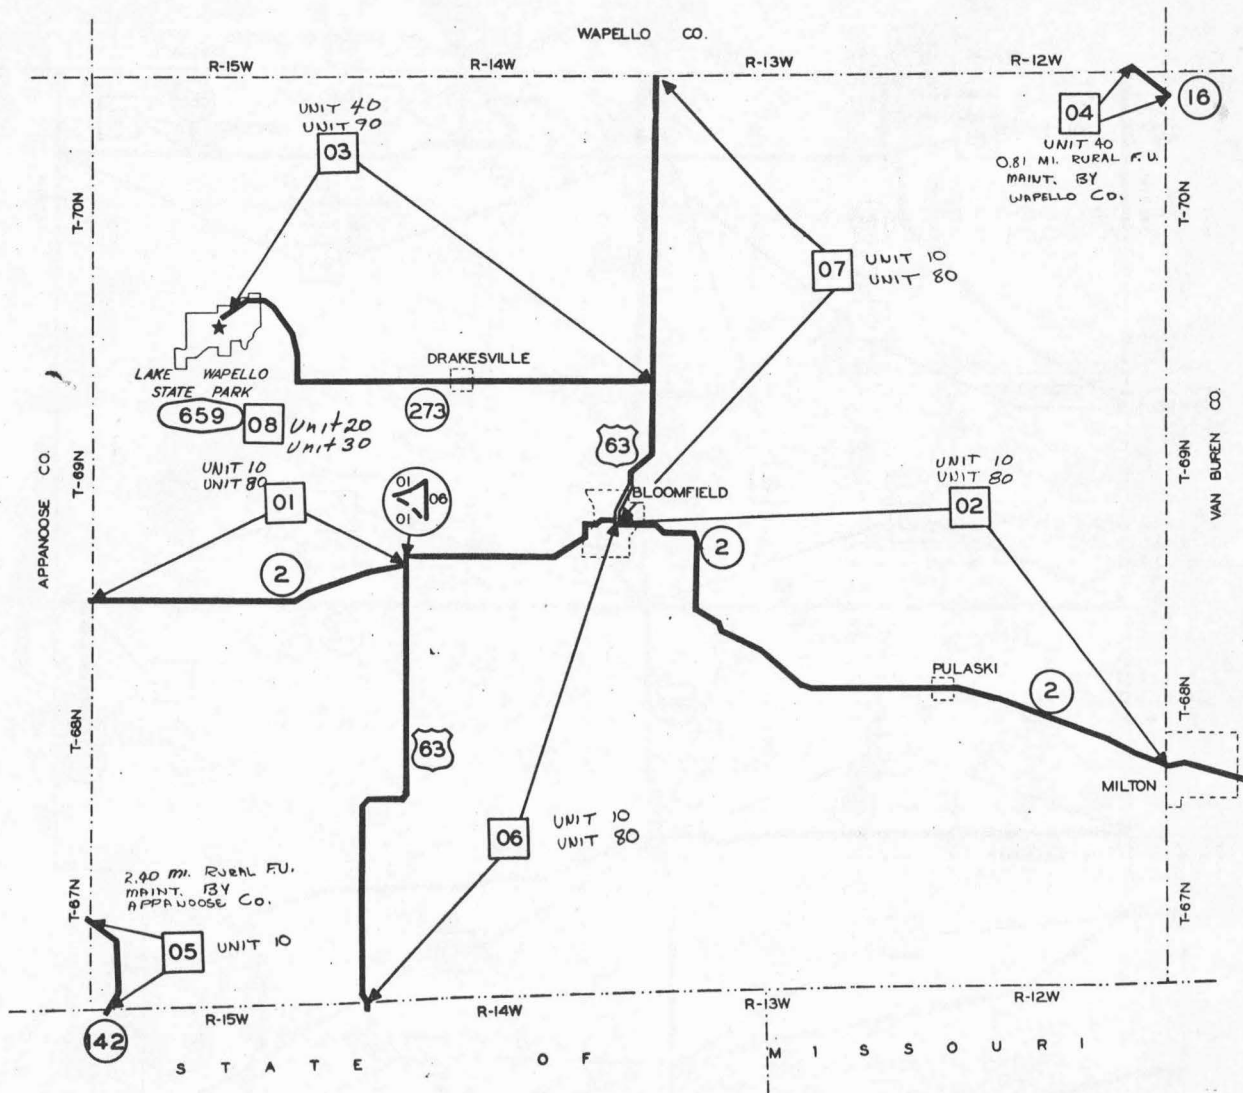 WAPELLO CO.
R-15W
R-14W
R-13W
R-12W
UNIT 40
UNIT 90
03
04
16
UNIT 40
0.81 MI. RURAL F.U.
MAINT. BY
WAPELLO CO.
T-70N
T-70N
07
UNIT 10
UNIT 80
DRAKESVILLE
LAKE WAPELLO
STATE PARK
659
08
Unit 20
Unit 30
273
63
APPANOOSE CO.
T-69N
T-69N
VAN BUREN CO
UNIT 10
UNIT 80
01
01
06
01
BLOOMFIELD
UNIT 10
UNIT 80
02
2
2
PULASKI
2
T-68N
T-68N
63
MILTON
06
UNIT 10
UNIT 80
2.40 MI. RURAL F.U.
MAINT. BY
APPANOOSE CO.
T-67N
T-67N
05
UNIT 10
R-15W
R-14W
R-13W
R-12W
142
STATE OF MISSOURI